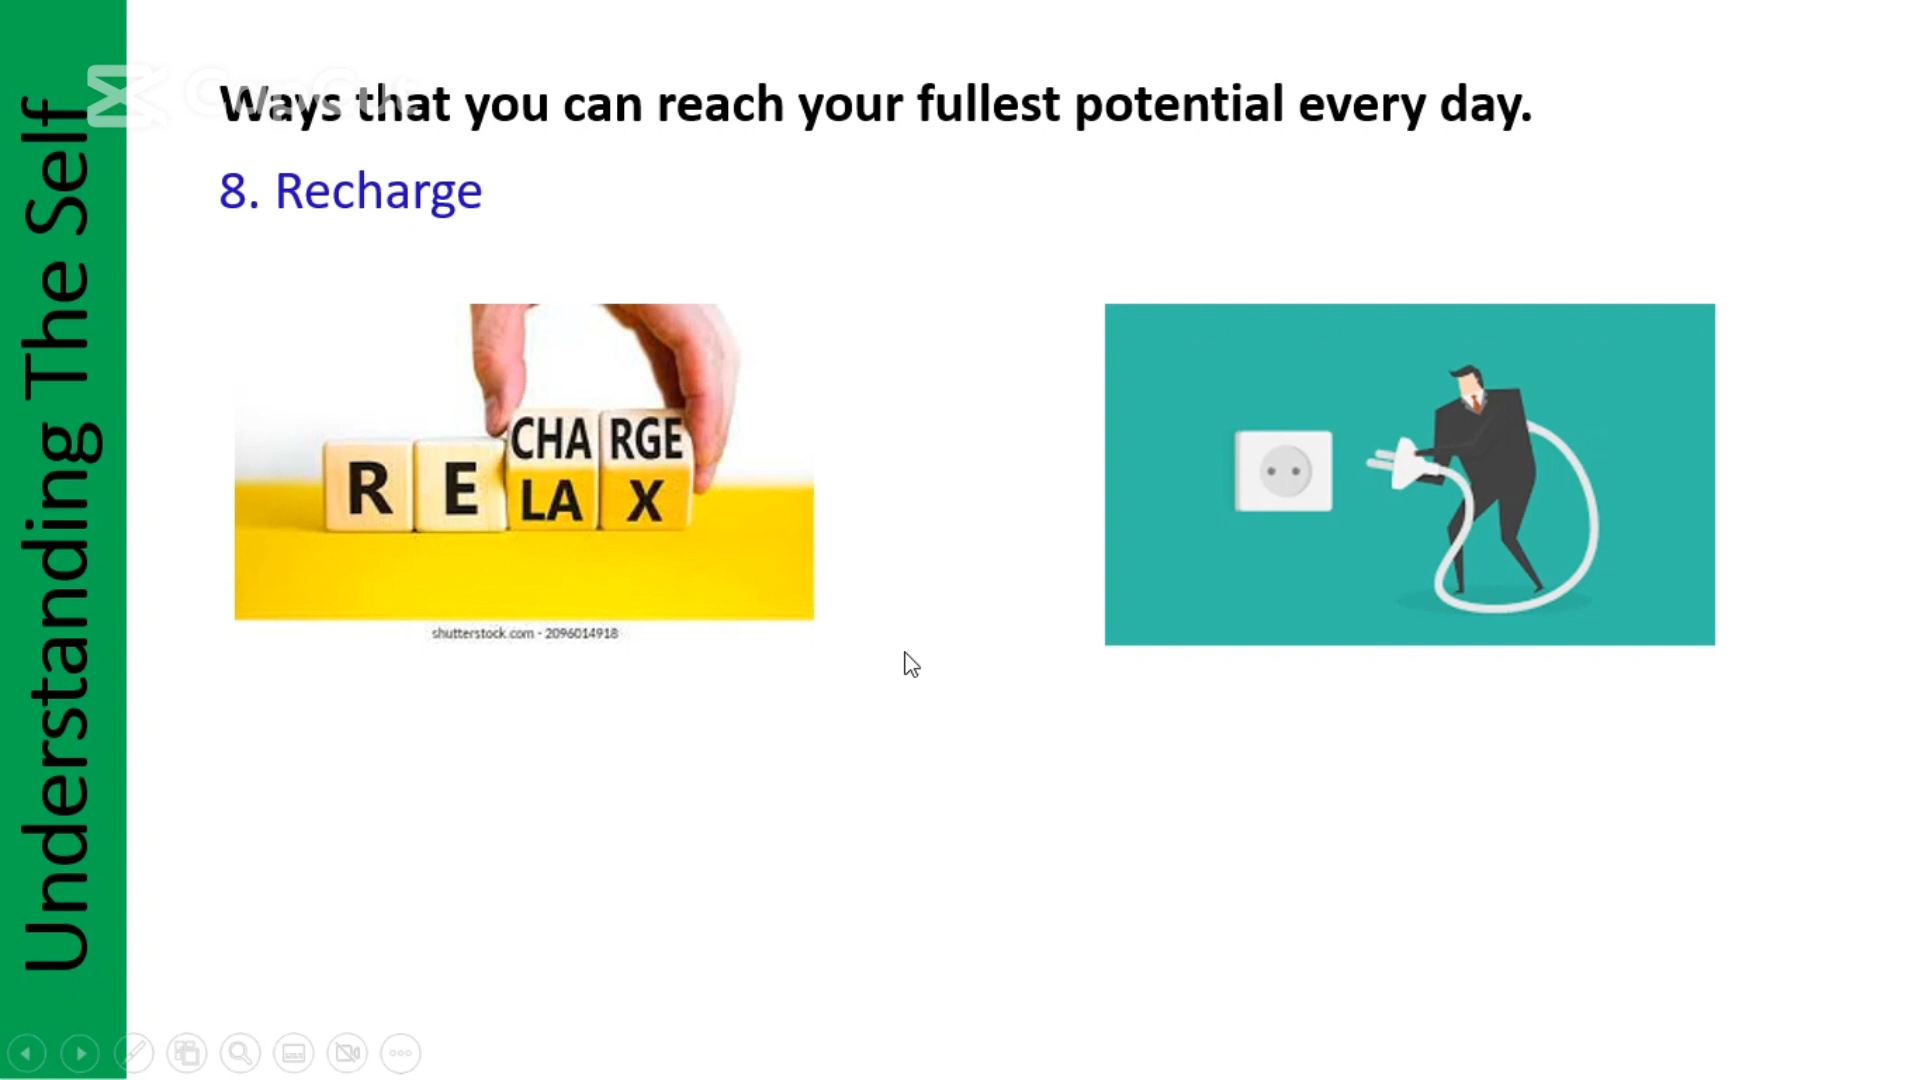 Understanding The Self
CapCut
Ways that you can reach your fullest potential every day.
8. Recharge
CHA RGE
R E LA X
shutterstock.com - 2096014918